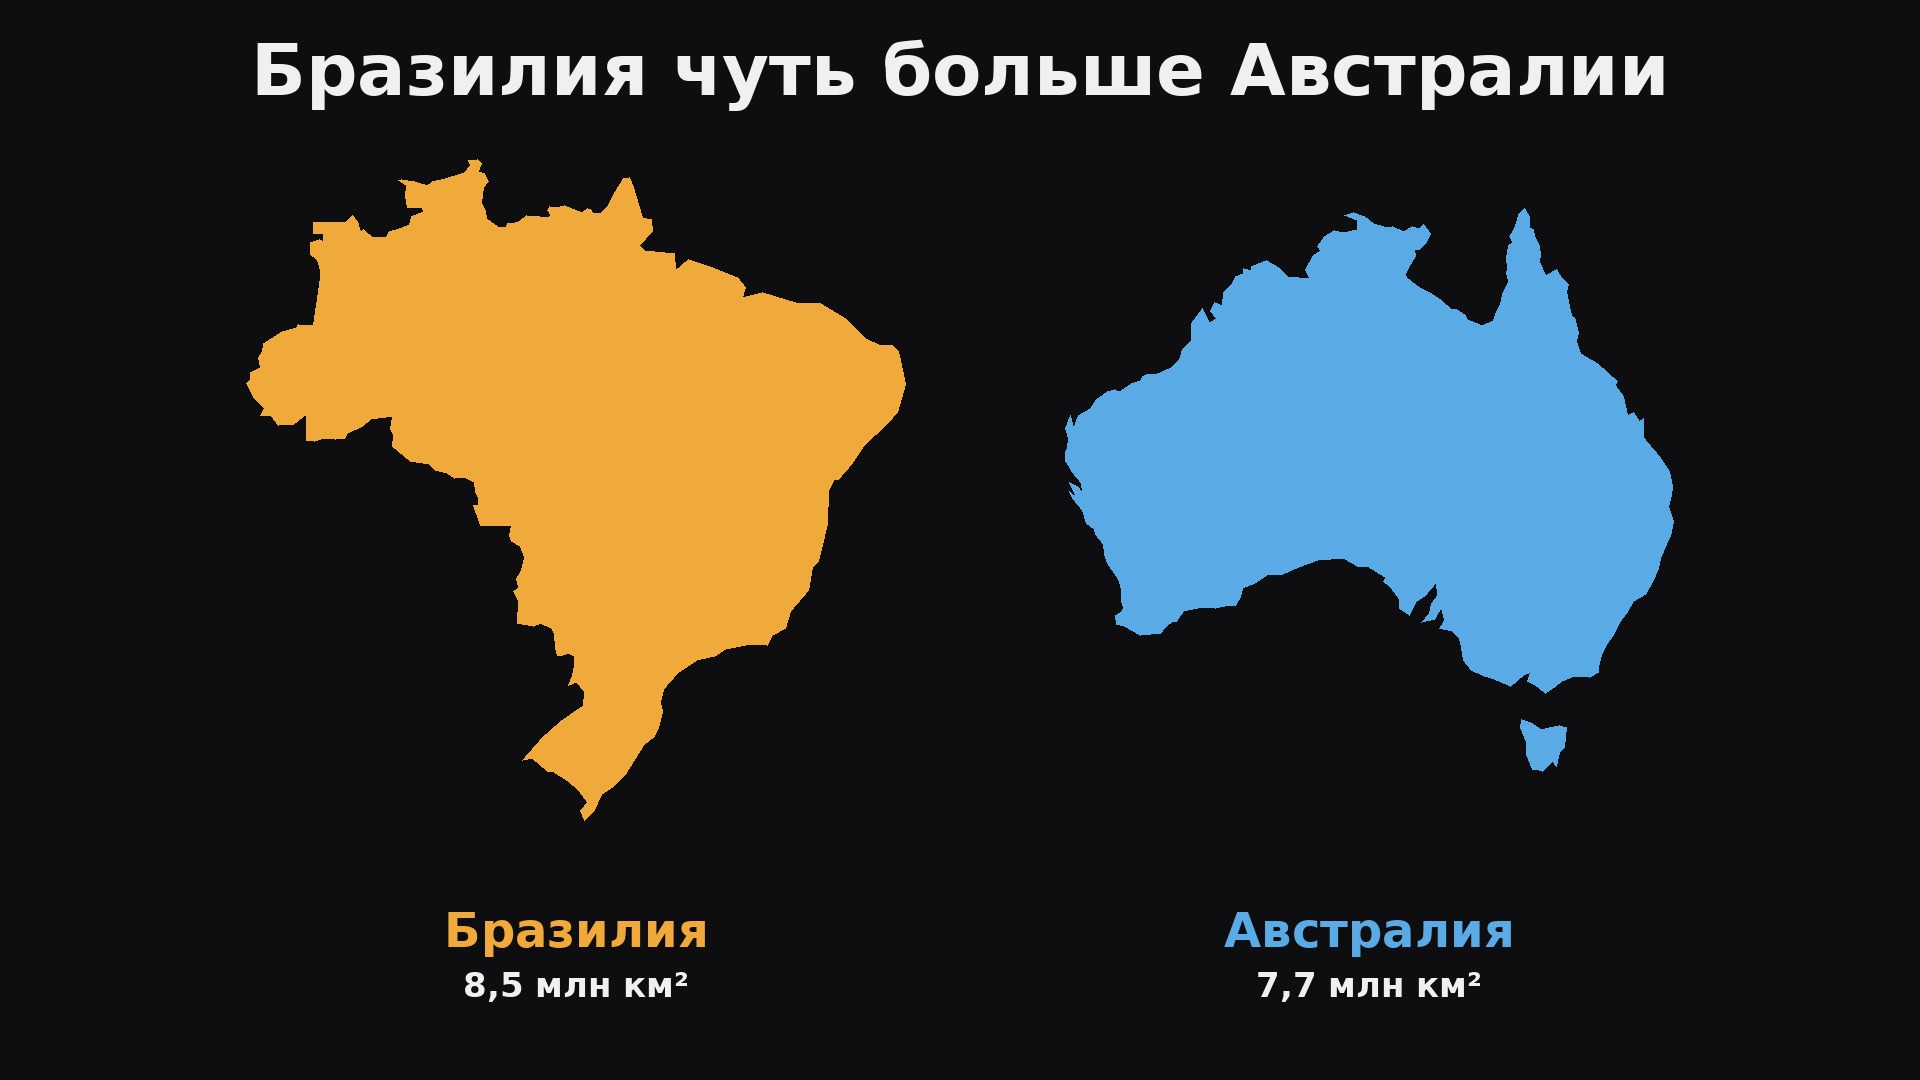 Бразилия чуть больше Австралии
Бразилия
8,5 млн км²
Австралия
7,7 млн км²